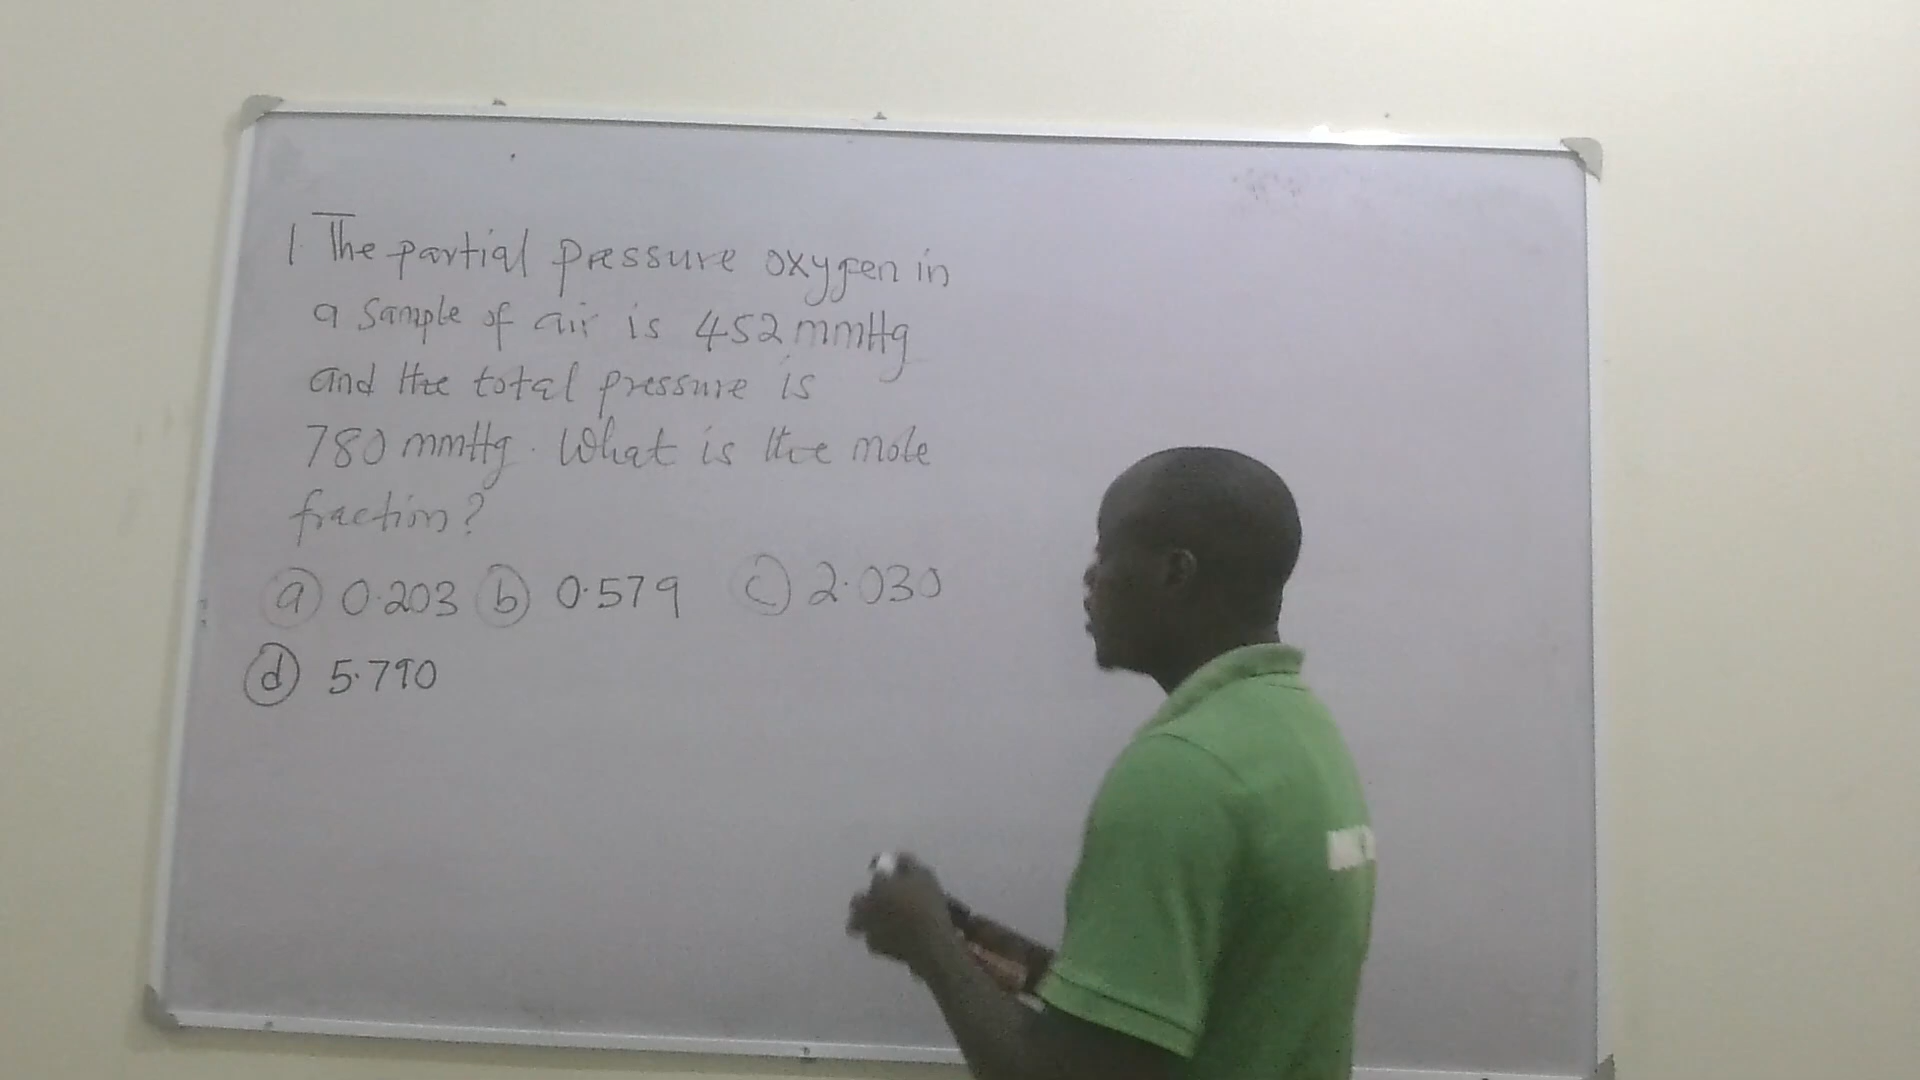 1. The partial pressure oxygen in
a sample of air is 452 mmHg
and the total pressure is
780 mmHg. What is the mole
fraction?
(a) 0.203 (b) 0.579 (c) 2.030
(d) 5.790